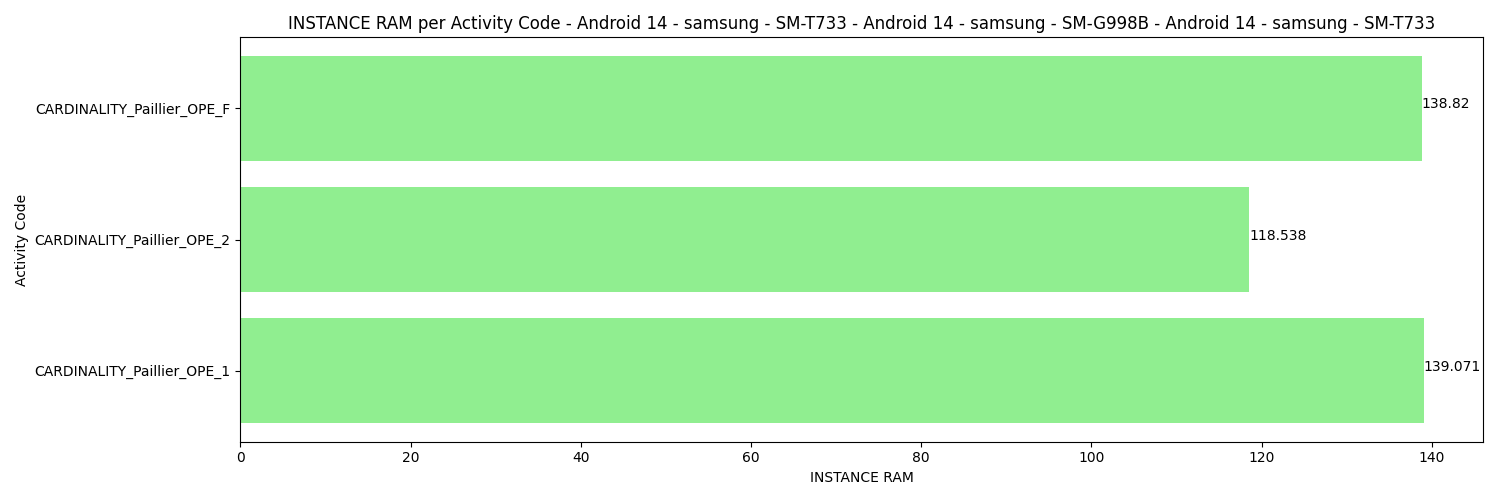 INSTANCE RAM per Activity Code - Android 14 - samsung - SM-T733 - Android 14 - samsung - SM-G998B - Android 14 - samsung - SM-T733
CARDINALITY_Paillier_OPE_F
138.82
CARDINALITY_Paillier_OPE_2
118.538
CARDINALITY_Paillier_OPE_1
139.071
Activity Code
0 20 40 60 80 100 120 140
INSTANCE RAM